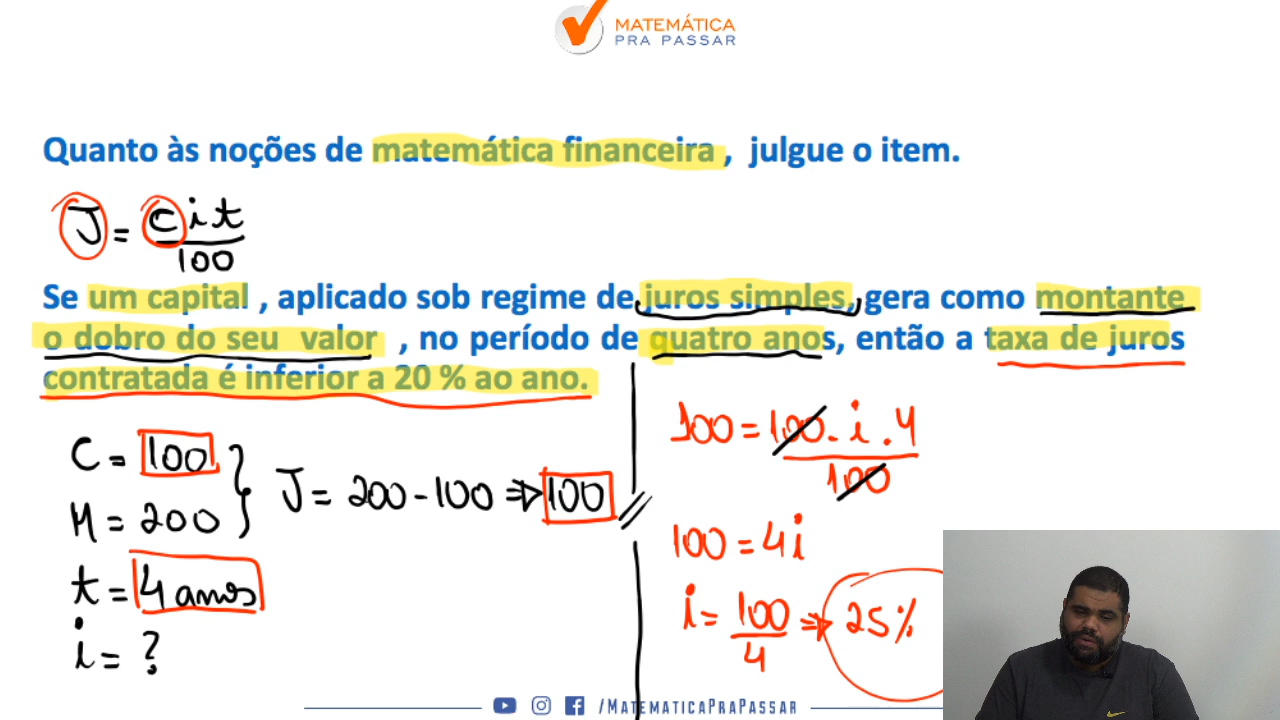 MATEMÁTICA
PRA PASSAR
Quanto às noções de matemática financeira , julgue o item.
J = c i t
100
Se um capital , aplicado sob regime de juros simples, gera como montante
o dobro do seu valor , no período de quatro anos, então a taxa de juros
contratada é inferior a 20 % ao ano.
C = 100
M = 200
t = 4 anos
i = ?
J = 200 - 100 ⇒ 100
100 = 100 . i . 4
100
100 = 4i
i = 100 ⇒ 25%
4
/MATEMATICAPRAPASSAR